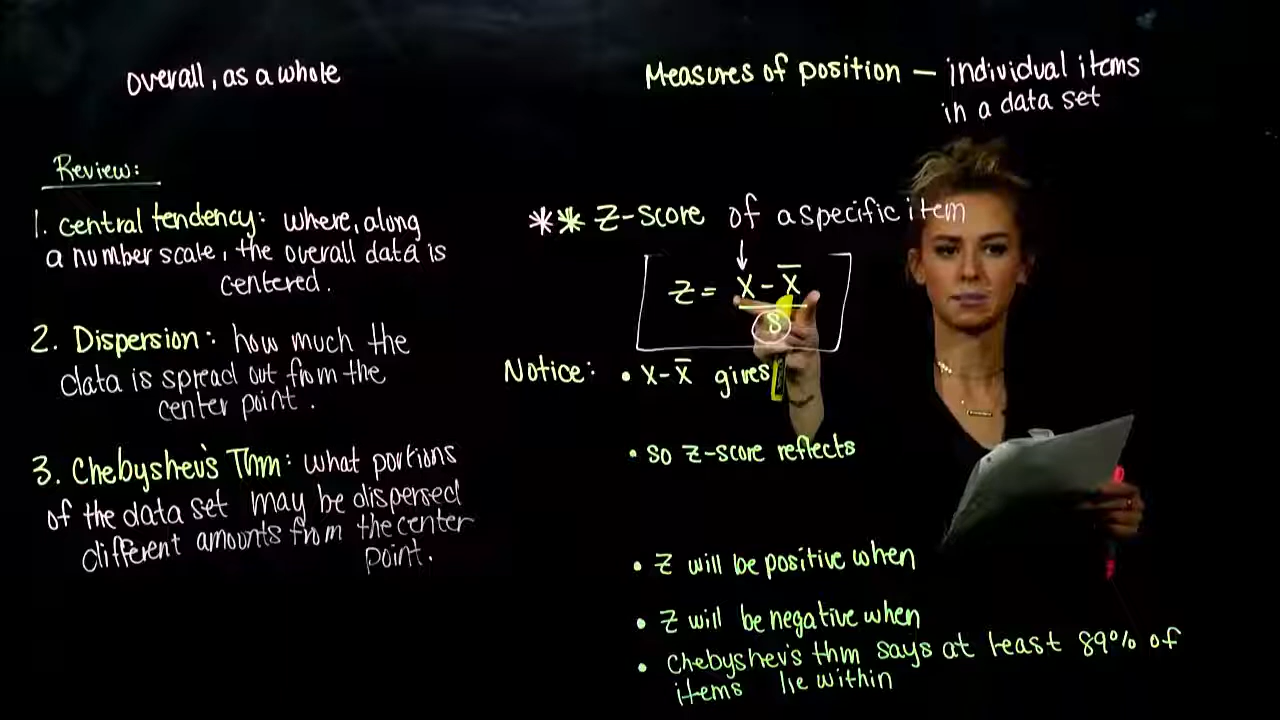 Overall, as a whole
Review:
1. Central tendency: where, along
a number scale, the overall data is
centered.
2. Dispersion: how much the
data is spread out from the
center point.
3. Chebyshev's Thm: what portions
of the data set may be dispersed
different amounts from the center
point.
Measures of position — individual items
in a data set
** Z-score of a specific item
Z = X - X̅
S
Notice: • X - X̅ gives
• so Z-score reflects
• Z will be positive when
• Z will be negative when
• Chebyshev's thm says at least 89% of
items lie within